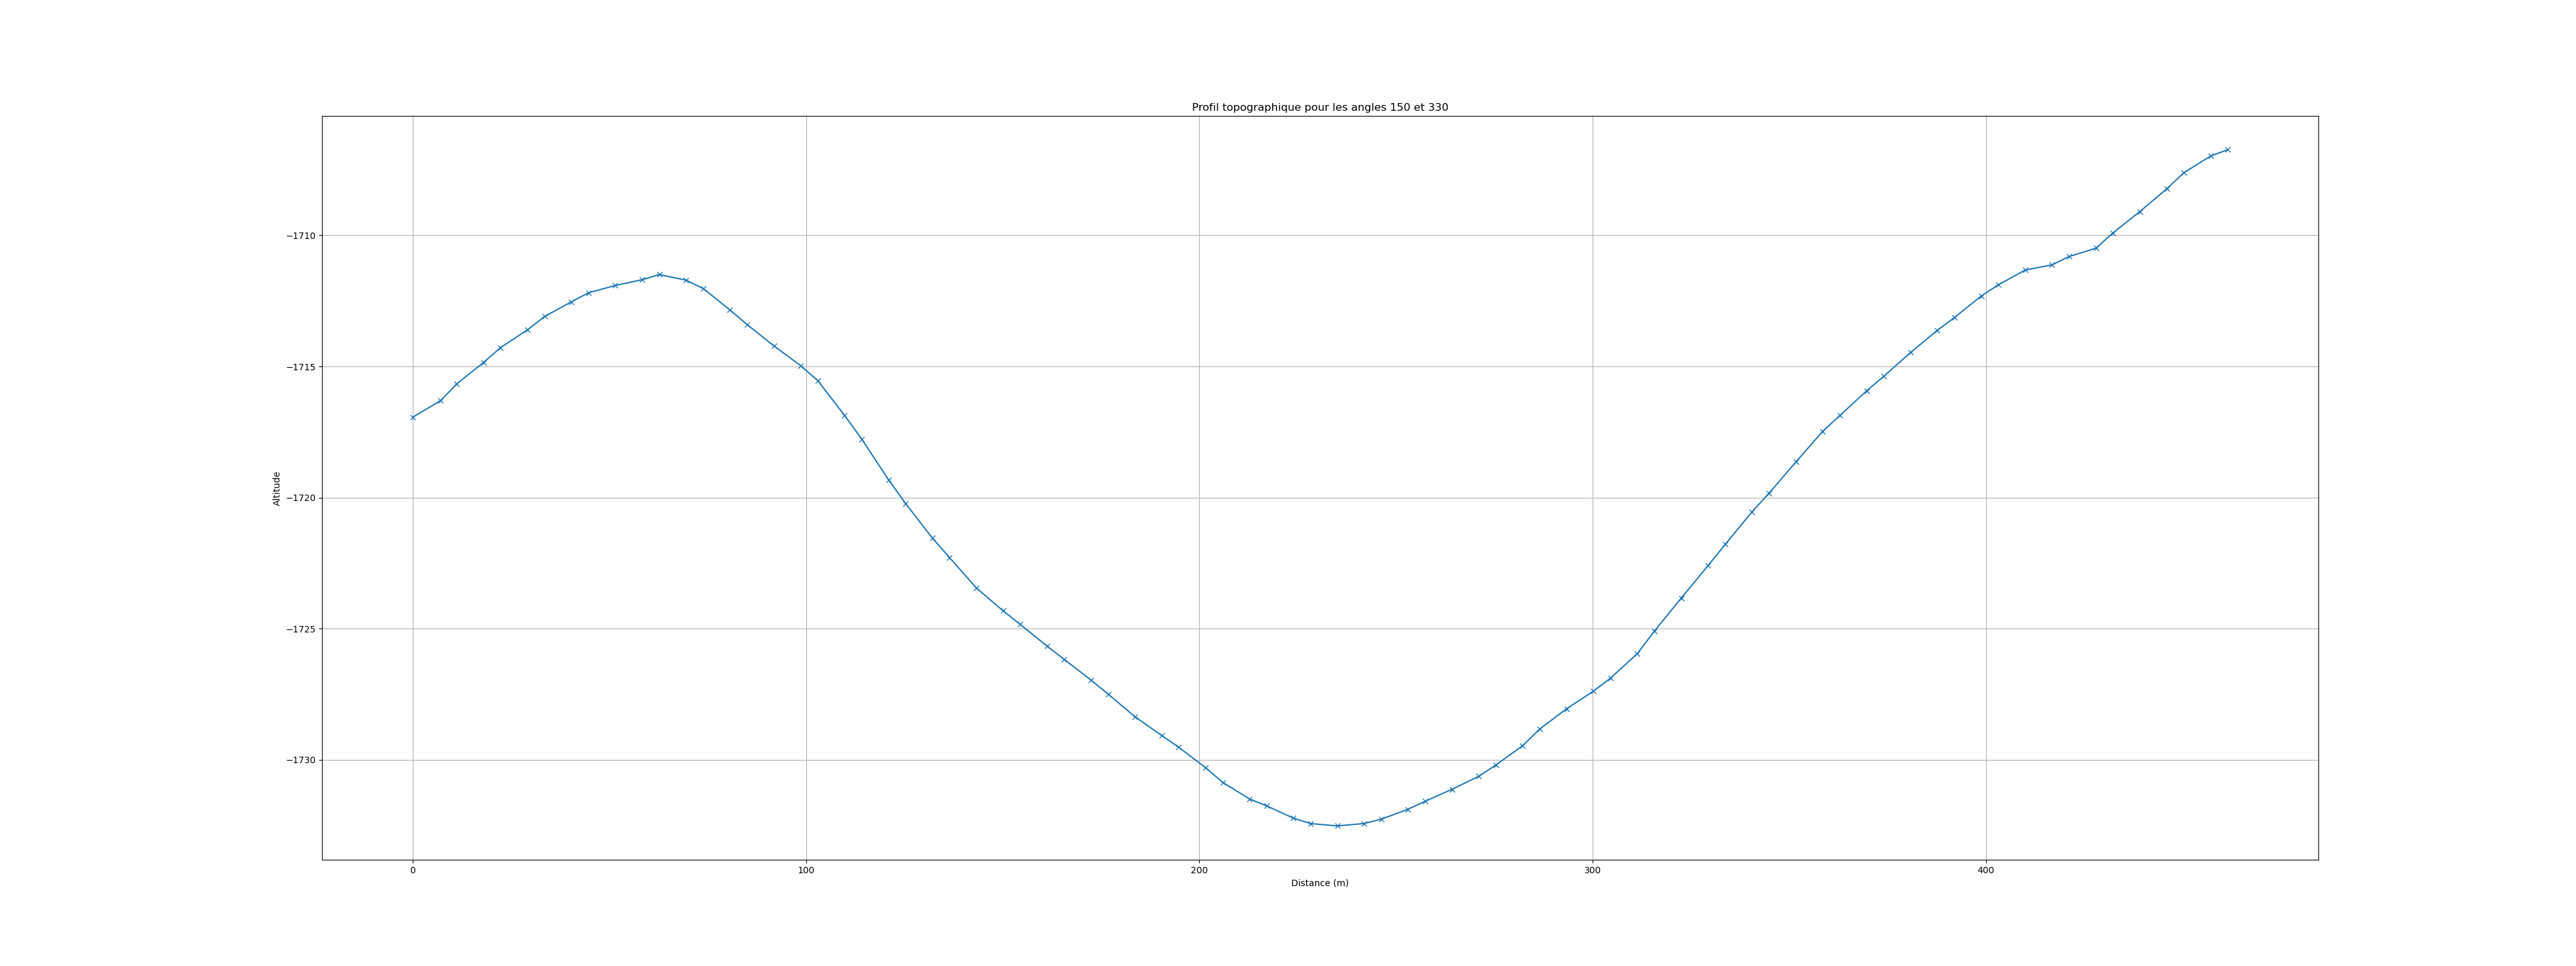 Profil topographique pour les angles 150 et 330
Altitude
−1710
−1715
−1720
−1725
−1730
0 100 200 300 400
Distance (m)